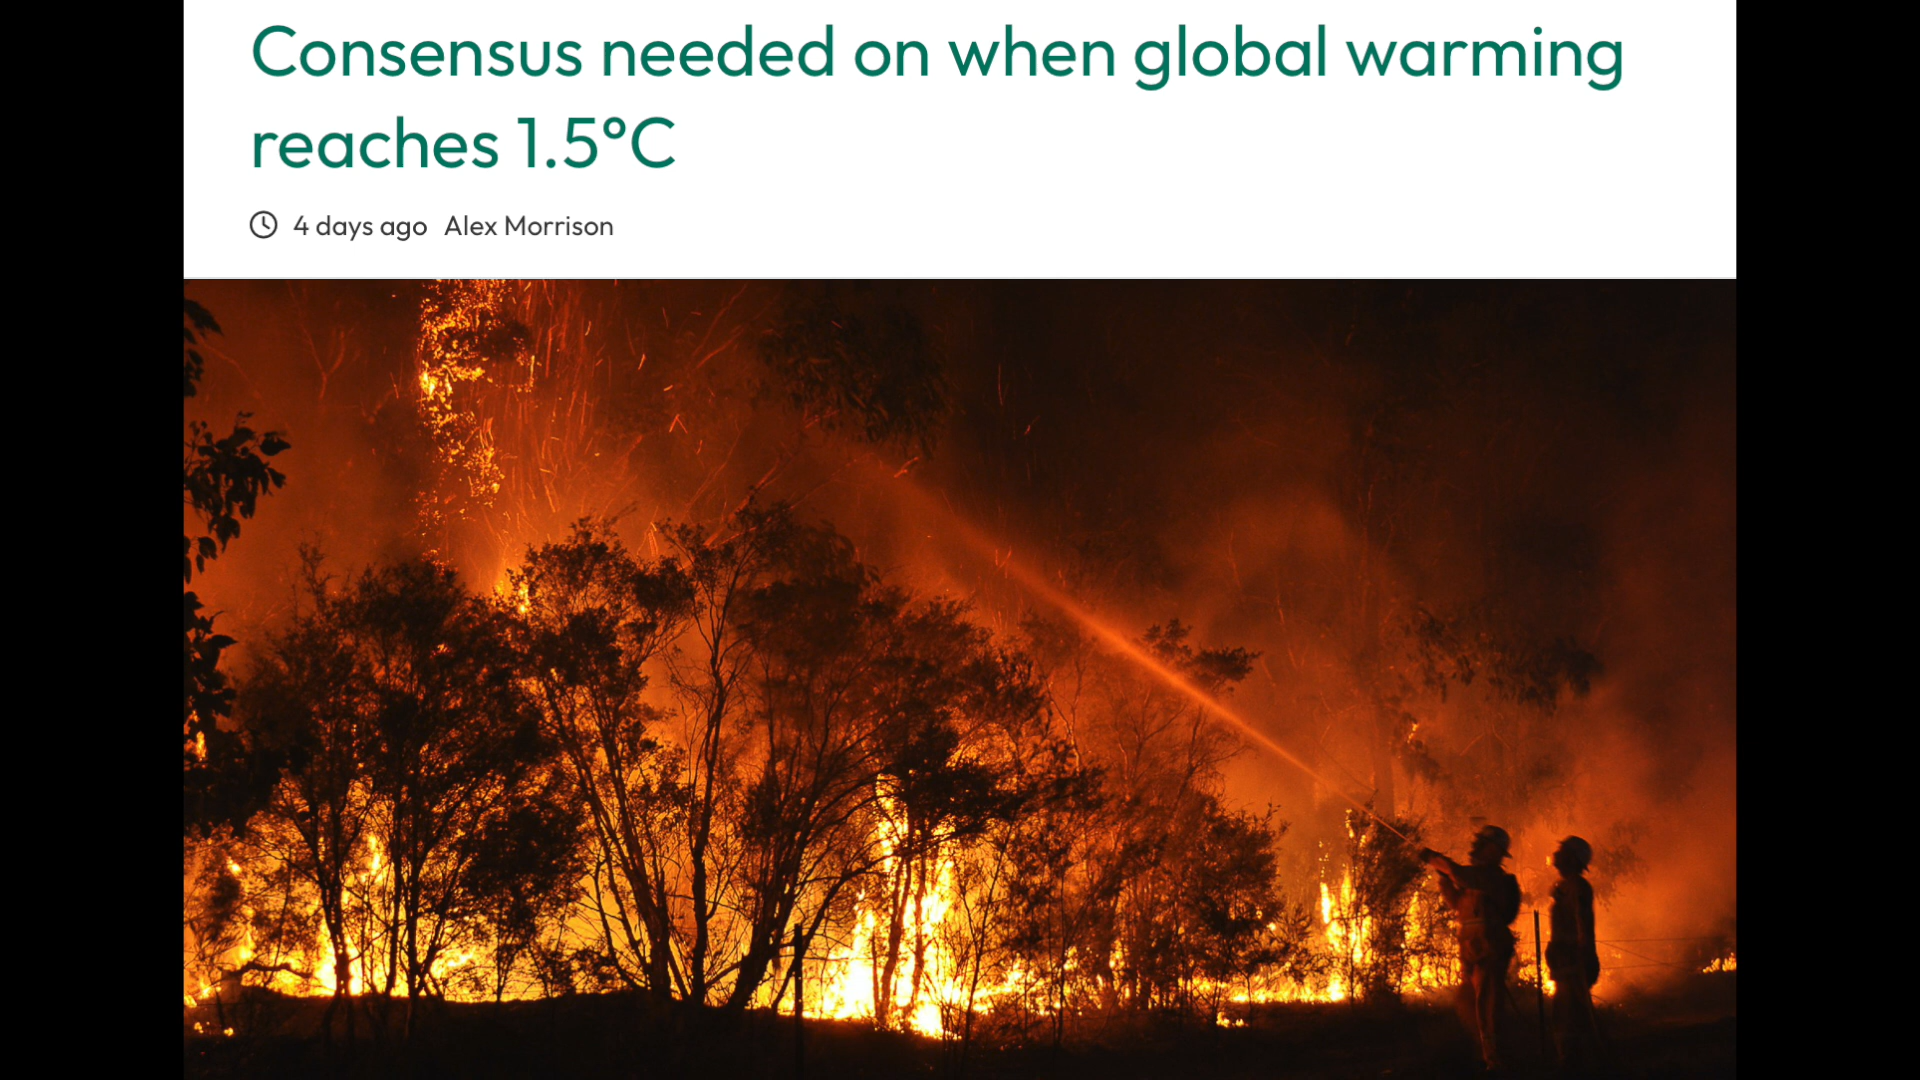 Consensus needed on when global warming
reaches 1.5°C
4 days ago Alex Morrison